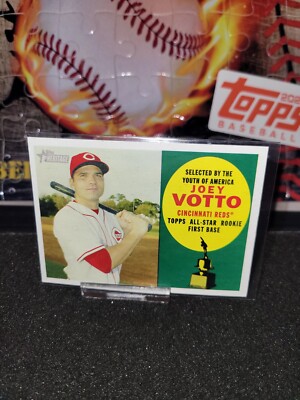 Topps
BASEBALL
HERITAGE
SELECTED BY THE
YOUTH OF AMERICA
JOEY
VOTTO
CINCINNATI REDS
TOPPS ALL-STAR ROOKIE
FIRST BASE